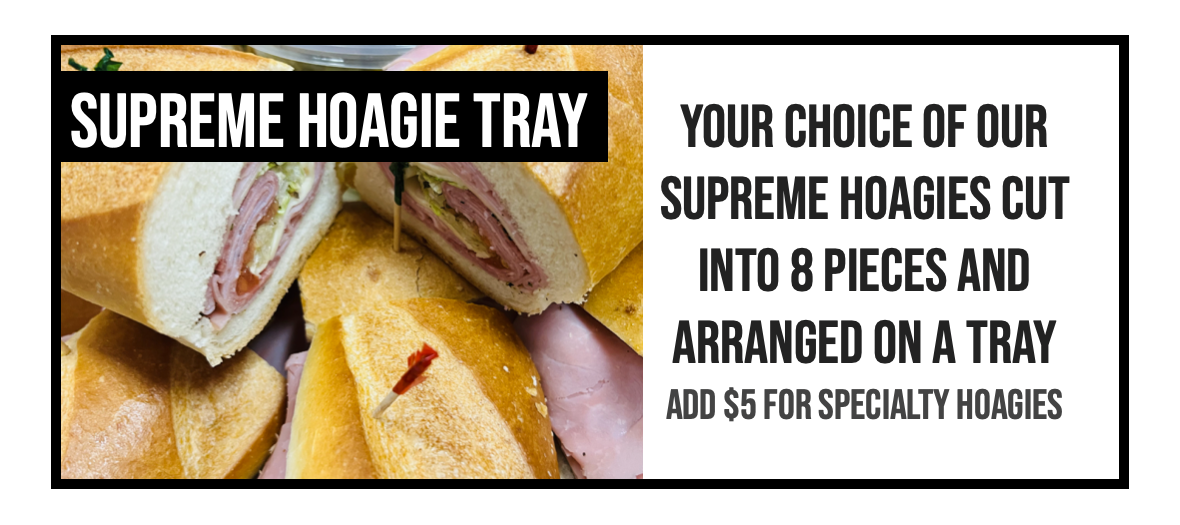 SUPREME HOAGIE TRAY
YOUR CHOICE OF OUR
SUPREME HOAGIES CUT
INTO 8 PIECES AND
ARRANGED ON A TRAY
ADD $5 FOR SPECIALTY HOAGIES